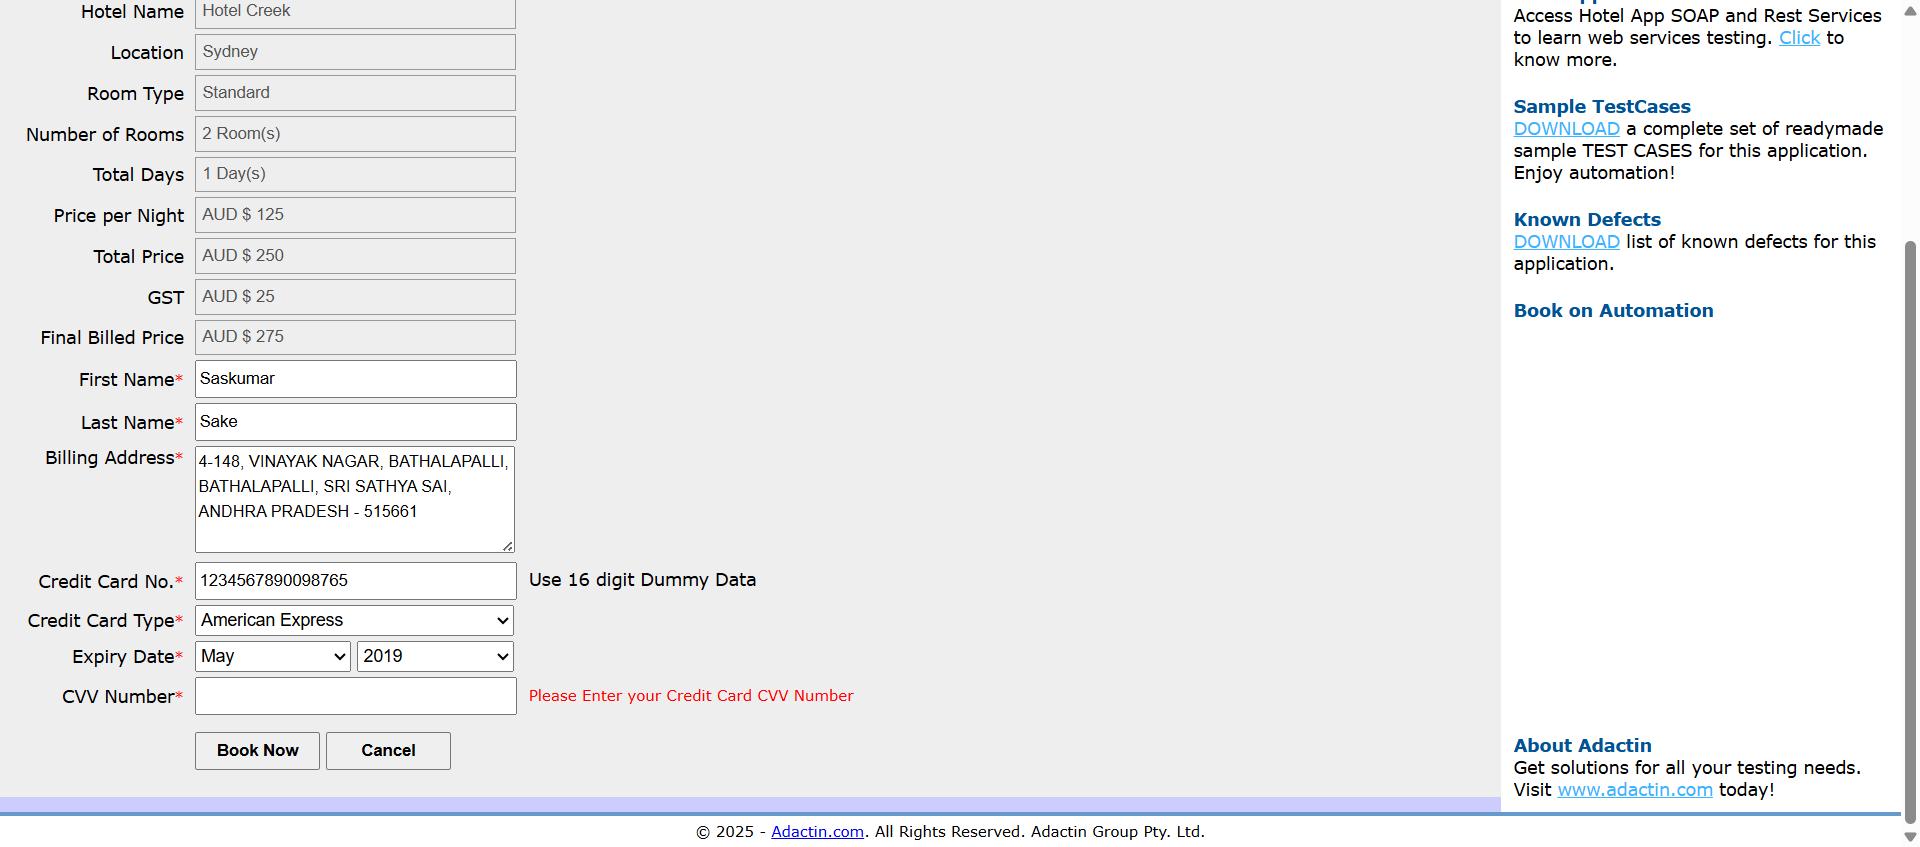 Hotel Name Hotel Creek
Location Sydney
Room Type Standard
Number of Rooms 2 Room(s)
Total Days 1 Day(s)
Price per Night AUD $ 125
Total Price AUD $ 250
GST AUD $ 25
Final Billed Price AUD $ 275
First Name* Saskumar
Last Name* Sake
Billing Address* 4-148, VINAYAK NAGAR, BATHALAPALLI,
BATHALAPALLI, SRI SATHYA SAI,
ANDHRA PRADESH - 515661
Credit Card No.* 1234567890098765 Use 16 digit Dummy Data
Credit Card Type* American Express
Expiry Date* May 2019
CVV Number* Please Enter your Credit Card CVV Number
Book Now Cancel
Access Hotel App SOAP and Rest Services
to learn web services testing. Click to
know more.
Sample TestCases
DOWNLOAD a complete set of readymade
sample TEST CASES for this application.
Enjoy automation!
Known Defects
DOWNLOAD list of known defects for this
application.
Book on Automation
About Adactin
Get solutions for all your testing needs.
Visit www.adactin.com today!
© 2025 - Adactin.com. All Rights Reserved. Adactin Group Pty. Ltd.